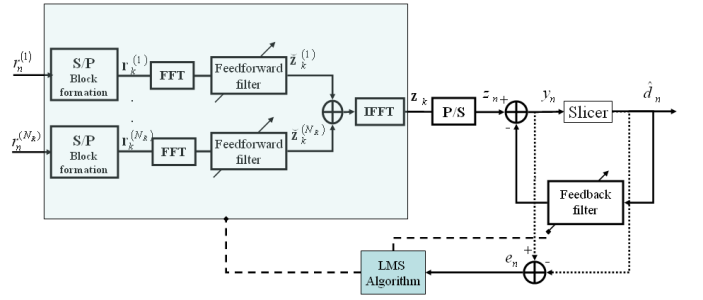 r_n^{(1)}
S/P
Block
formation
r_k^{(1)}
FFT
Feedforward
filter
z̃_k^{(1)}
r_n^{(N_R)}
S/P
Block
formation
r_k^{(N_R)}
FFT
Feedforward
filter
z̃_k^{(N_R)}
IFFT
z_k
P/S
z_n +
-
y_n
Slicer
d̂_n
Feedback
filter
LMS
Algorithm
e_n
+
-